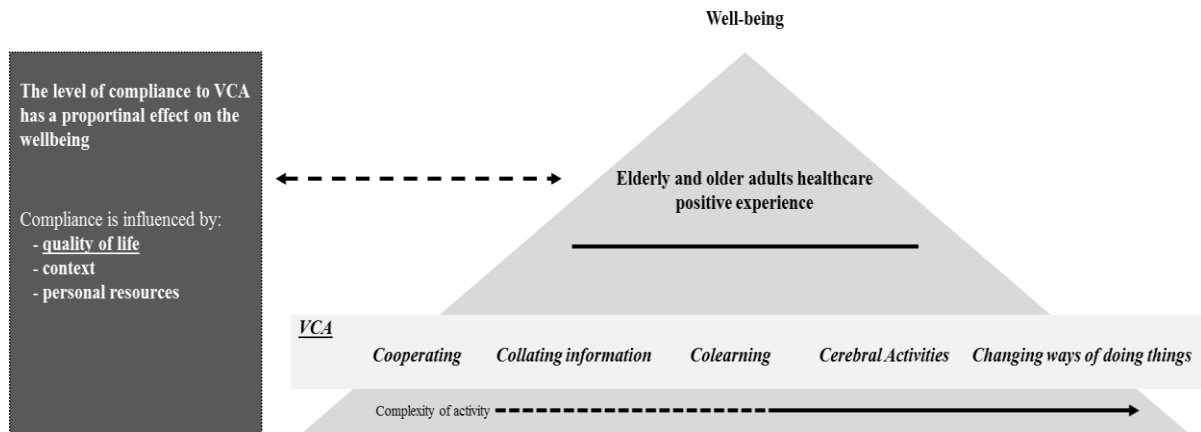 Well-being
The level of compliance to VCA
has a proportinal effect on the
wellbeing
Compliance is influenced by:
- quality of life
- context
- personal resources
Elderly and older adults healthcare
positive experience
VCA
Cooperating Collating information Colearning Cerebral Activities Changing ways of doing things
Complexity of activity